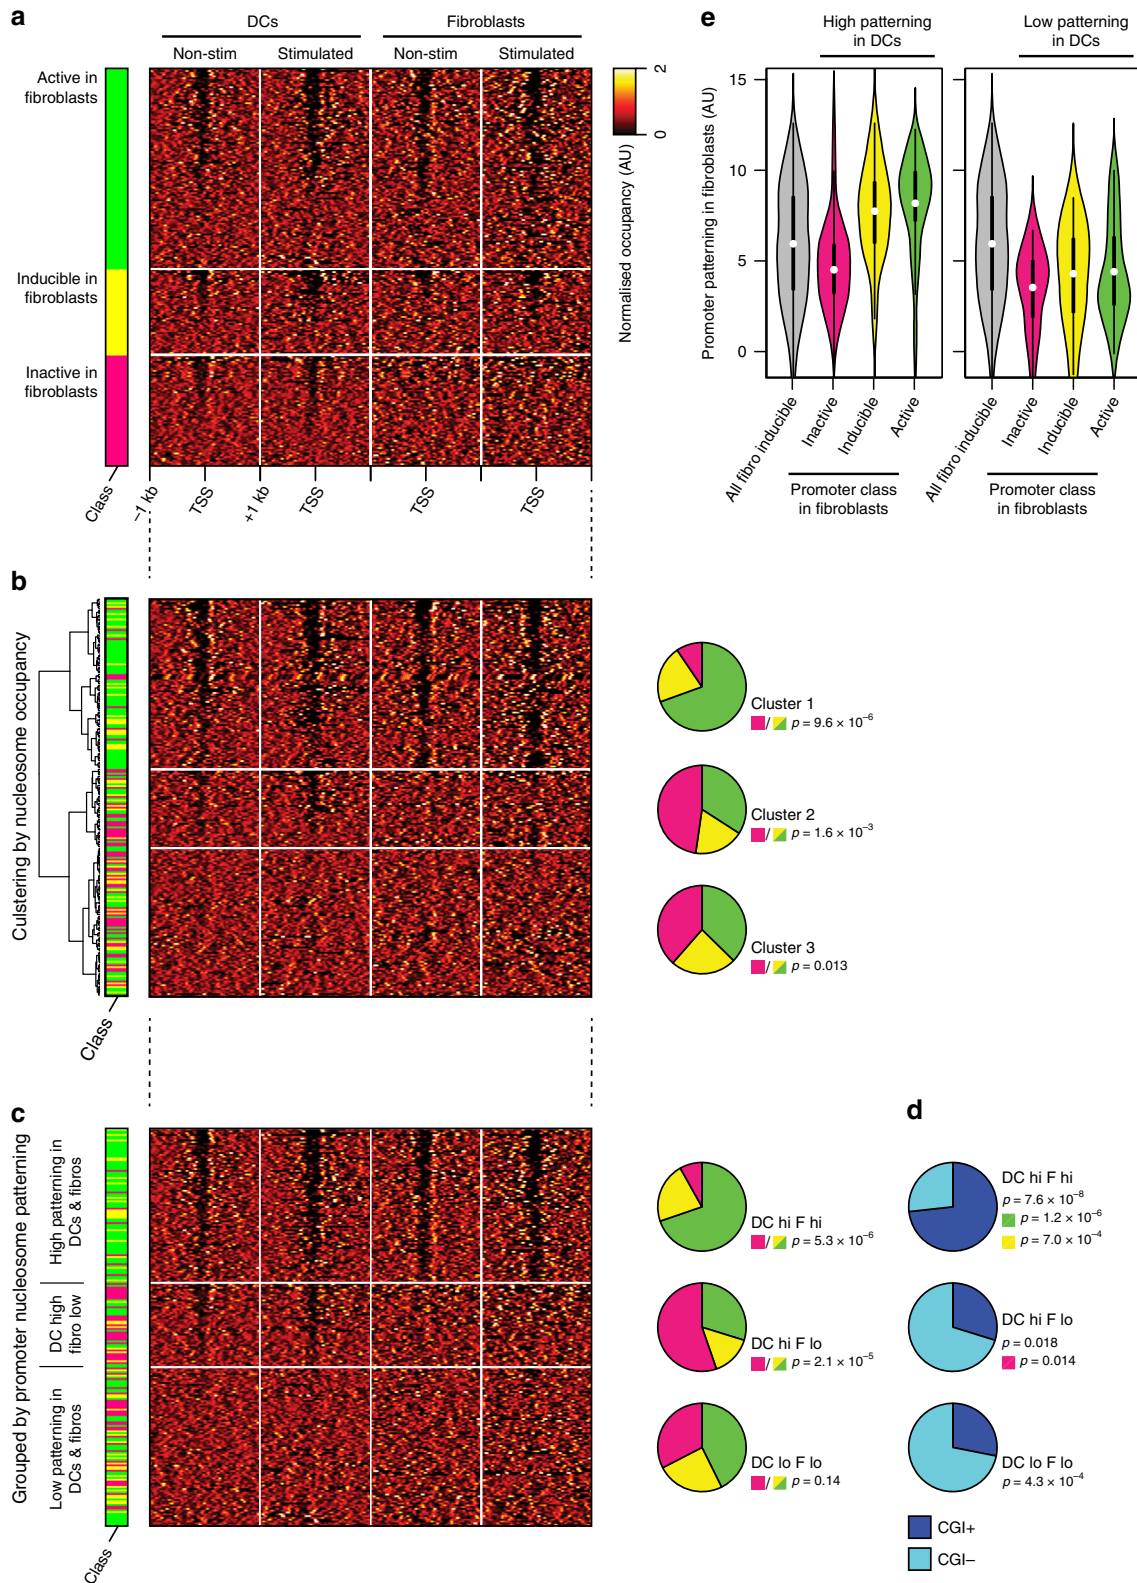 a
DCs
Fibroblasts
Non-stim
Stimulated
Non-stim
Stimulated
Active in
fibroblasts
Inducible in
fibroblasts
Inactive in
fibroblasts
2
0
Normalised occupancy (AU)
Class
−1 kb
TSS
+1 kb
TSS
TSS
TSS
e
High patterning
in DCs
Low patterning
in DCs
Promoter patterning in fibroblasts (AU)
15
10
5
0
All fibro inducible
Inactive
Inducible
Active
All fibro inducible
Inactive
Inducible
Active
Promoter class
in fibroblasts
Promoter class
in fibroblasts
b
Culstering by nucleosome occupancy
Class
Cluster 1
/ p = 9.6 × 10−6
Cluster 2
/ p = 1.6 × 10−3
Cluster 3
/ p = 0.013
c
Grouped by promoter nucleosome patterning
High patterning in
DCs & fibros
DC high
fibro low
Low patterning in
DCs & fibros
Class
DC hi F hi
/ p = 5.3 × 10−6
DC hi F lo
/ p = 2.1 × 10−5
DC lo F lo
/ p = 0.14
d
DC hi F hi
p = 7.6 × 10−8
p = 1.2 × 10−6
p = 7.0 × 10−4
DC hi F lo
p = 0.018
p = 0.014
DC lo F lo
p = 4.3 × 10−4
CGI+
CGI−